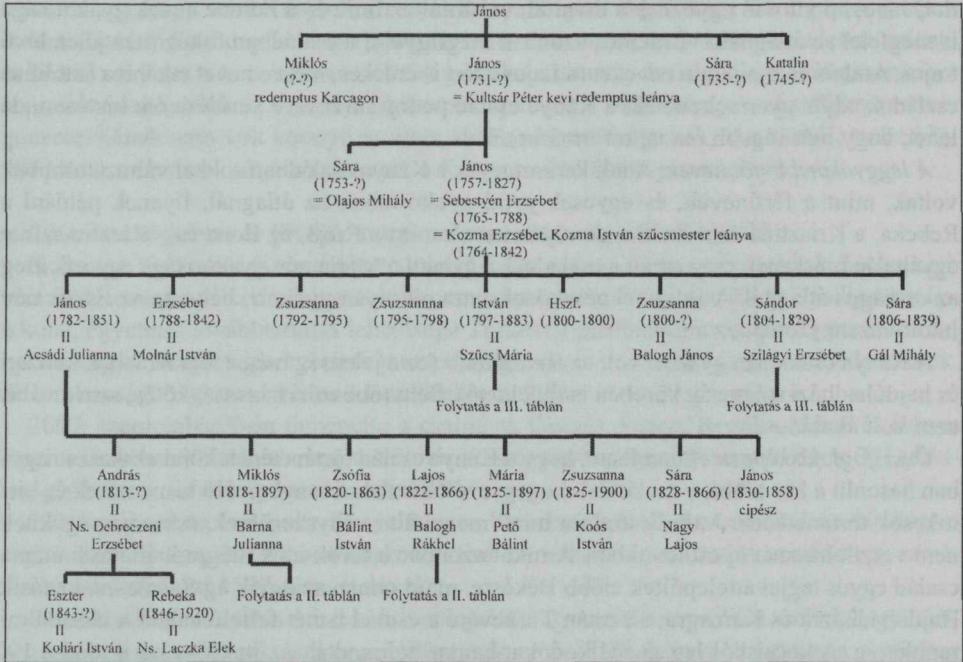 János
Miklós János Sára Katalin
(?-?) (1731-?) (1735-?) (1745-?)
redemptus Karcagon = Kultsár Péter kevi redemptus leánya
Sára János
(1753-?) (1757-1827)
= Olajos Mihály = Sebestyén Erzsébet
(1765-1788)
= Kozma Erzsébet, Kozma István szűcsmester leánya
(1764-1842)
János Erzsébet Zsuzsanna Zsuzsanna István Hszf. Zsuzsanna Sándor Sára
(1782-1851) (1788-1842) (1792-1795) (1795-1798) (1797-1883) (1800-1800) (1800-?) (1804-1829) (1806-1839)
II II II II II II
Acsádi Julianna Molnár István Szűcs Mária Balogh János Szilágyi Erzsébet Gál Mihály
Folytatás a III. táblán Folytatás a III. táblán
András Miklós Zsófia Lajos Mária Zsuzsanna Sára János
(1813-?) (1818-1897) (1820-1863) (1822-1866) (1825-1897) (1825-1900) (1828-1866) (1830-1858)
II II II II II II II cipész
Ns. Debreczeni Barna Bálint Balogh Pető Koós Nagy
Erzsébet Julianna István Rákhel Bálint István Lajos
Eszter Rebeka Folytatás a II. táblán Folytatás a II. táblán
(1843-?) (1846-1920)
II II
Kohári István Ns. Laczka Elek